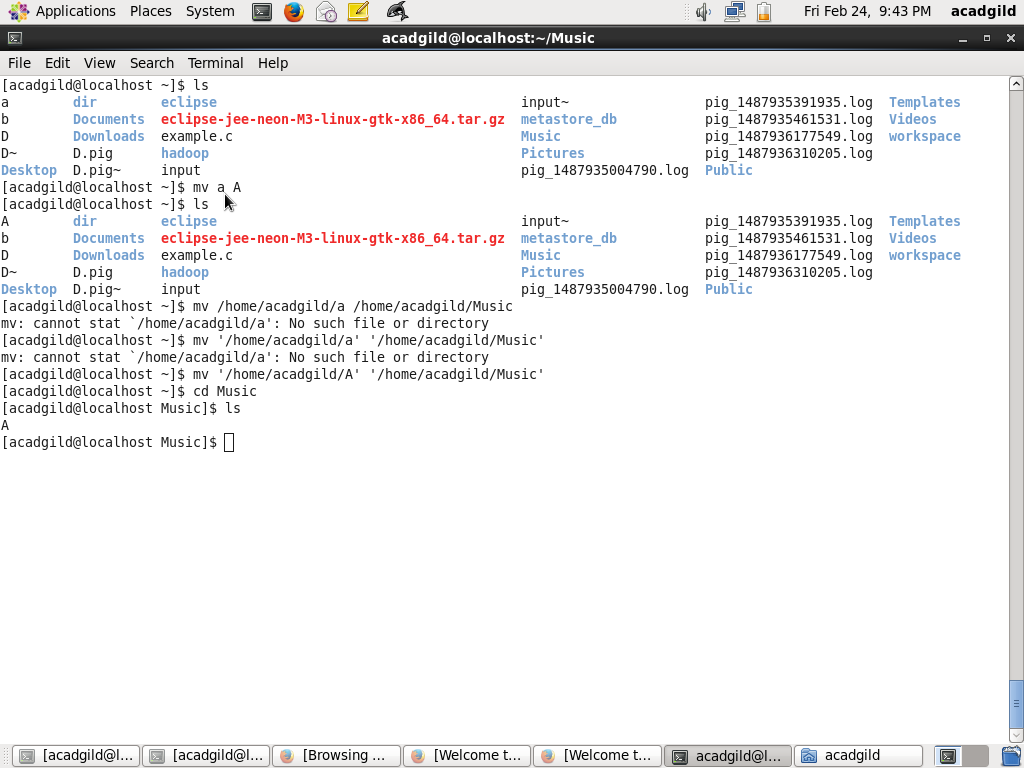 Applications Places System Fri Feb 24, 9:43 PM acadgild
acadgild@localhost:~/Music
File Edit View Search Terminal Help
[acadgild@localhost ~]$ ls
a dir eclipse input~ pig_1487935391935.log Templates
b Documents eclipse-jee-neon-M3-linux-gtk-x86_64.tar.gz metastore_db pig_1487935461531.log Videos
D Downloads example.c Music pig_1487936177549.log workspace
D~ D.pig hadoop Pictures pig_1487936310205.log
Desktop D.pig~ input pig_1487935004790.log Public
[acadgild@localhost ~]$ mv a A
[acadgild@localhost ~]$ ls
A dir eclipse input~ pig_1487935391935.log Templates
b Documents eclipse-jee-neon-M3-linux-gtk-x86_64.tar.gz metastore_db pig_1487935461531.log Videos
D Downloads example.c Music pig_1487936177549.log workspace
D~ D.pig hadoop Pictures pig_1487936310205.log
Desktop D.pig~ input pig_1487935004790.log Public
[acadgild@localhost ~]$ mv /home/acadgild/a /home/acadgild/Music
mv: cannot stat `/home/acadgild/a': No such file or directory
[acadgild@localhost ~]$ mv '/home/acadgild/a' '/home/acadgild/Music'
mv: cannot stat `/home/acadgild/a': No such file or directory
[acadgild@localhost ~]$ mv '/home/acadgild/A' '/home/acadgild/Music'
[acadgild@localhost ~]$ cd Music
[acadgild@localhost Music]$ ls
A
[acadgild@localhost Music]$
[acadgild@l... [acadgild@l... [Browsing ... [Welcome t... [Welcome t... acadgild@l... acadgild